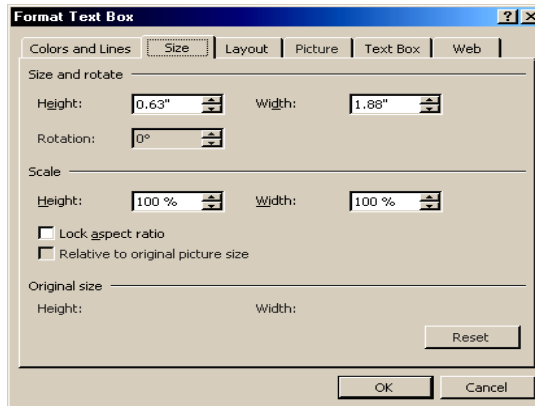 Format Text Box
Colors and Lines Size Layout Picture Text Box Web
Size and rotate
Height: 0.63" Width: 1.88"
Rotation: 0°
Scale
Height: 100 % Width: 100 %
Lock aspect ratio
Relative to original picture size
Original size
Height: Width:
Reset
OK Cancel